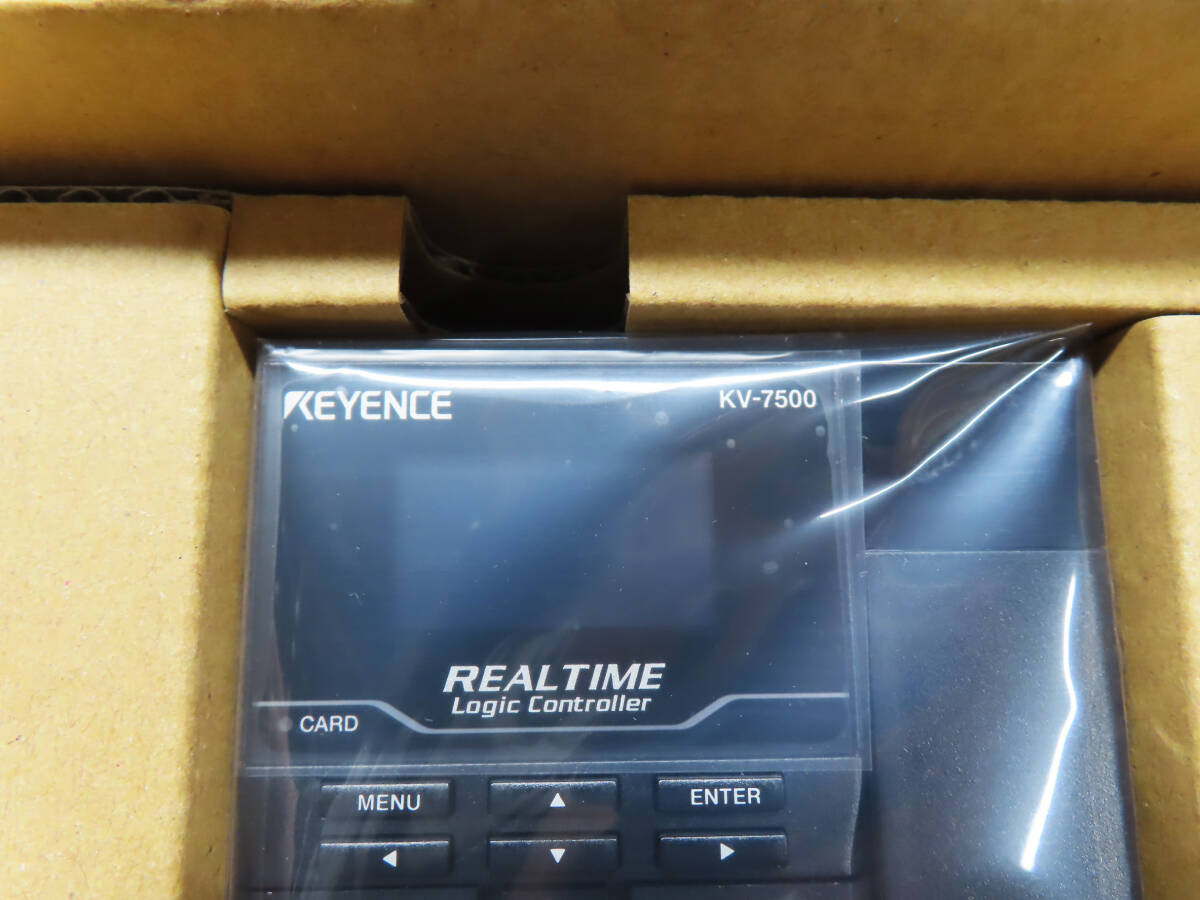 KEYENCE KV-7500
REALTIME
Logic Controller
CARD
MENU ▲ ENTER
◀ ▼ ▶